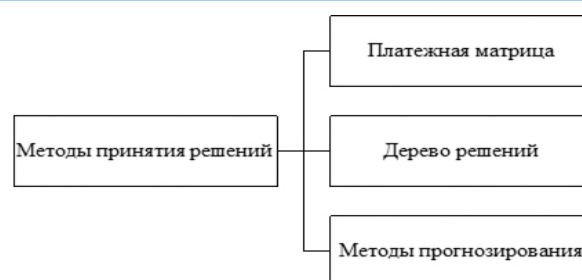 Платежная матрица
Методы принятия решений
Дерево решений
Методы прогнозирования